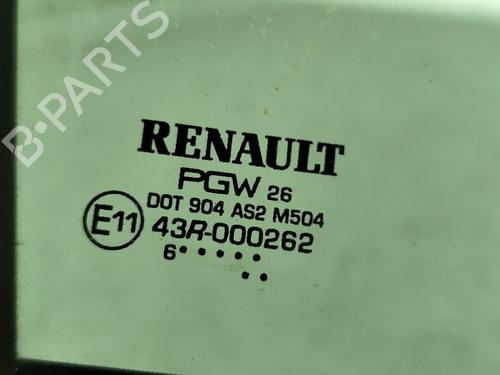 B-PARTS
RENAULT
PGW 26
DOT 904 AS2 M504
E11 43R-000262
6·····
··